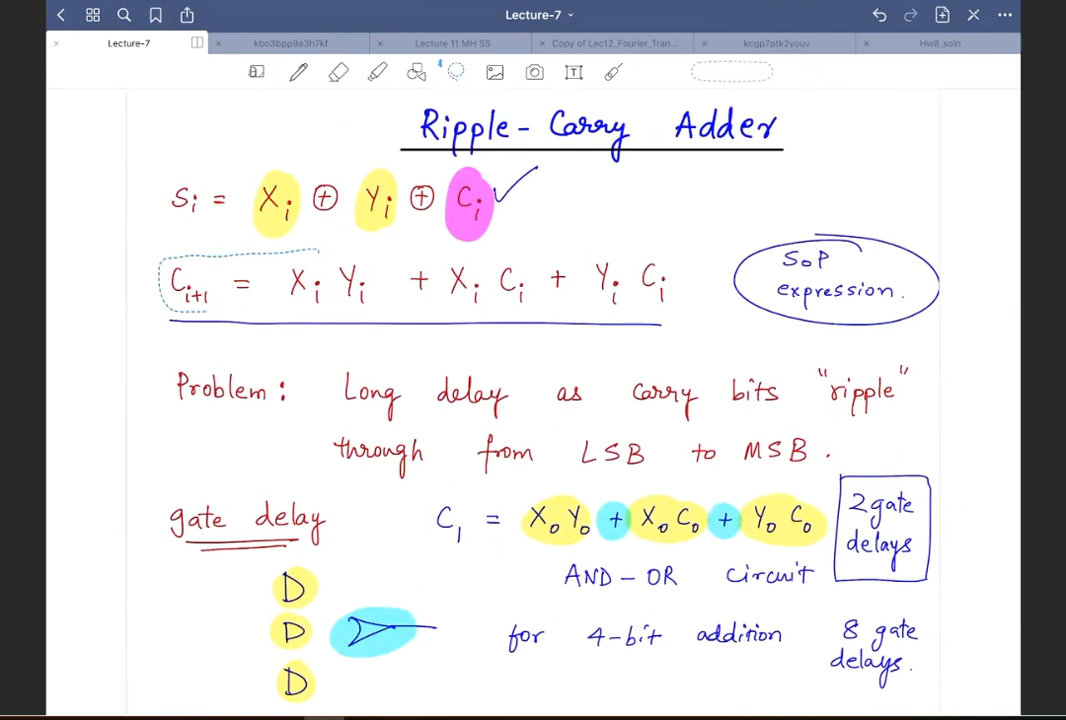 Lecture-7
Lecture-7
kbo3bpp9a3h7kf
Lecture 11 MH SS
Copy of Lec12_Fourier_Tran...
kcgp7ptk2youv
Hw8_soln
Ripple-Carry Adder
Si = Xi ⊕ Yi ⊕ Ci ✓
Ci+1 = Xi Yi + Xi Ci + Yi Ci
SoP
expression.
Problem: Long delay as carry bits "ripple"
through from LSB to MSB.
gate delay
C1 = X0 Y0 + X0 C0 + Y0 C0
2 gate
delays
AND-OR circuit
for 4-bit addition 8 gate
delays.